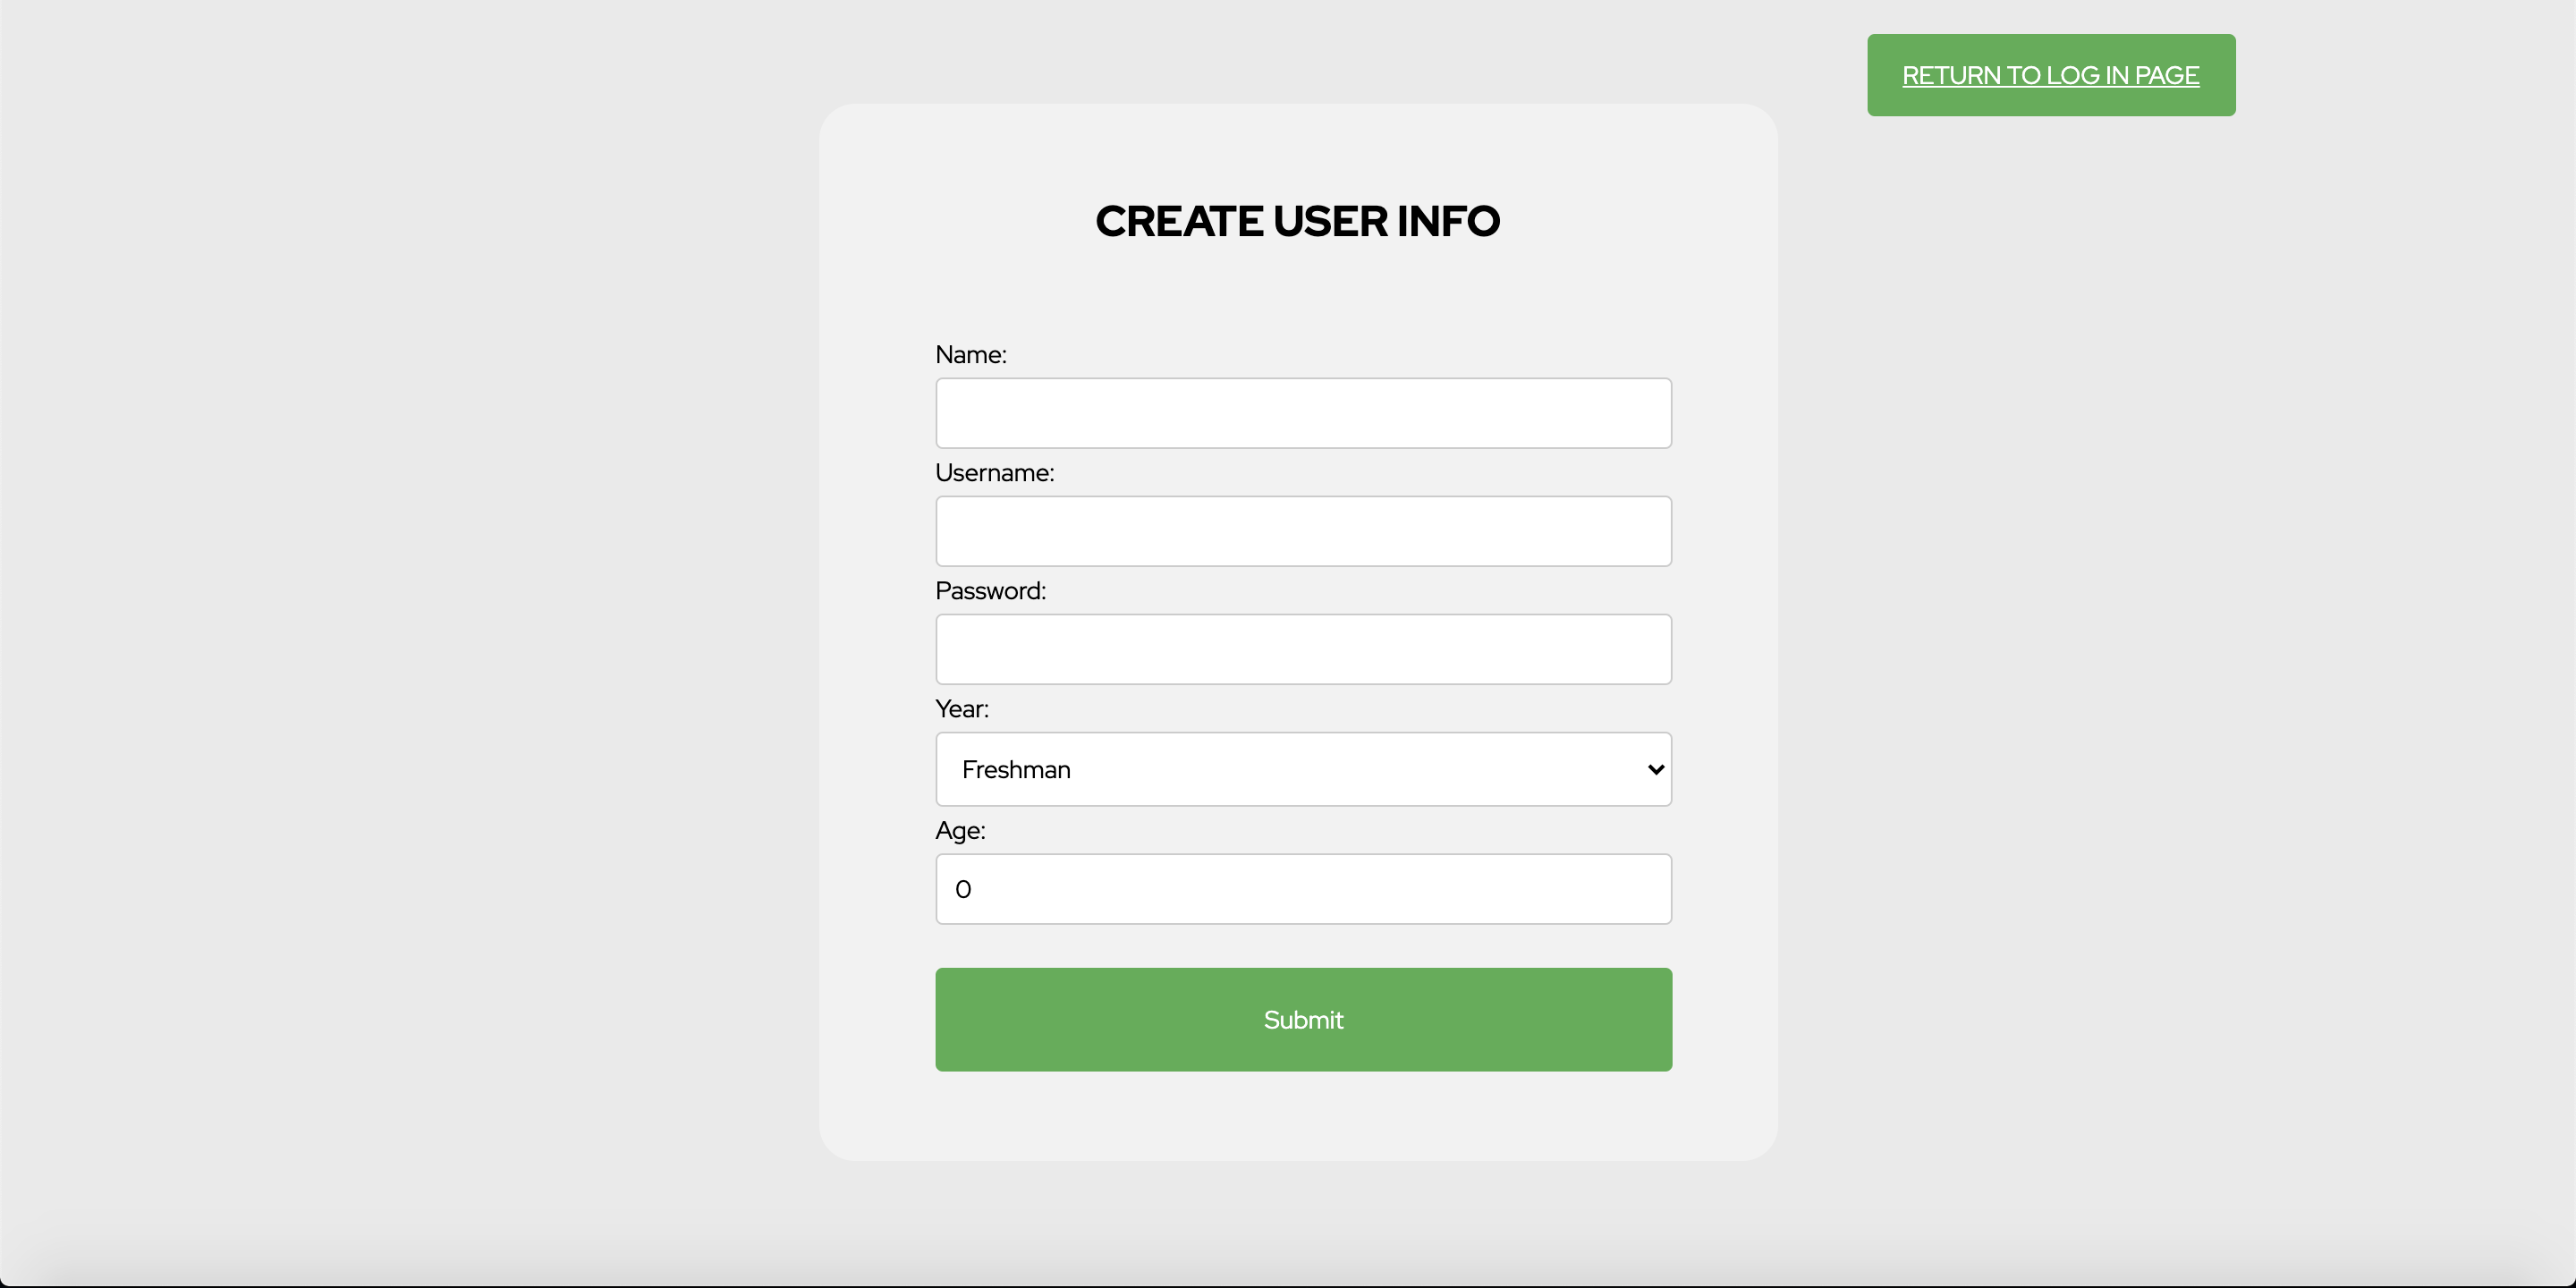 RETURN TO LOG IN PAGE
CREATE USER INFO
Name:
Username:
Password:
Year:
Freshman
Age:
0
Submit